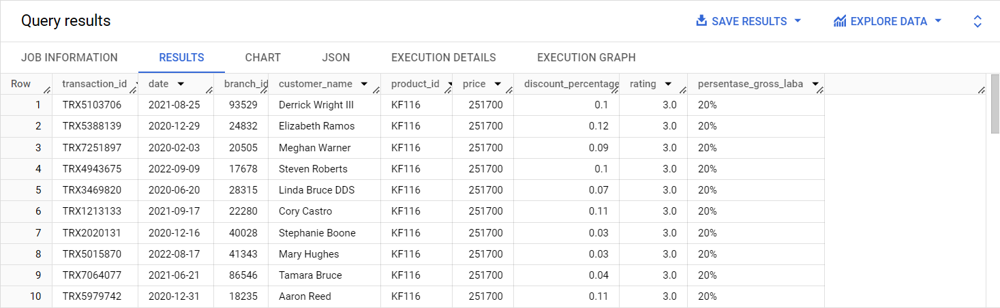 Query results SAVE RESULTS EXPLORE DATA
JOB INFORMATION RESULTS CHART JSON EXECUTION DETAILS EXECUTION GRAPH
Row transaction_id date branch_id customer_name product_id price discount_percentage rating persentase_gross_laba
1 TRX5103706 2021-08-25 93529 Derrick Wright III KF116 251700 0.1 3.0 20%
2 TRX5388139 2020-12-29 24832 Elizabeth Ramos KF116 251700 0.12 3.0 20%
3 TRX7251897 2020-02-03 20505 Meghan Warner KF116 251700 0.09 3.0 20%
4 TRX4943675 2022-09-09 17678 Steven Roberts KF116 251700 0.1 3.0 20%
5 TRX3469820 2020-06-20 28315 Linda Bruce DDS KF116 251700 0.07 3.0 20%
6 TRX1213133 2021-09-17 22280 Cory Castro KF116 251700 0.11 3.0 20%
7 TRX2020131 2020-12-16 40028 Stephanie Boone KF116 251700 0.03 3.0 20%
8 TRX5015870 2022-08-17 41343 Mary Hughes KF116 251700 0.03 3.0 20%
9 TRX7064077 2021-06-21 86546 Tamara Bruce KF116 251700 0.04 3.0 20%
10 TRX5979742 2020-12-31 18235 Aaron Reed KF116 251700 0.11 3.0 20%